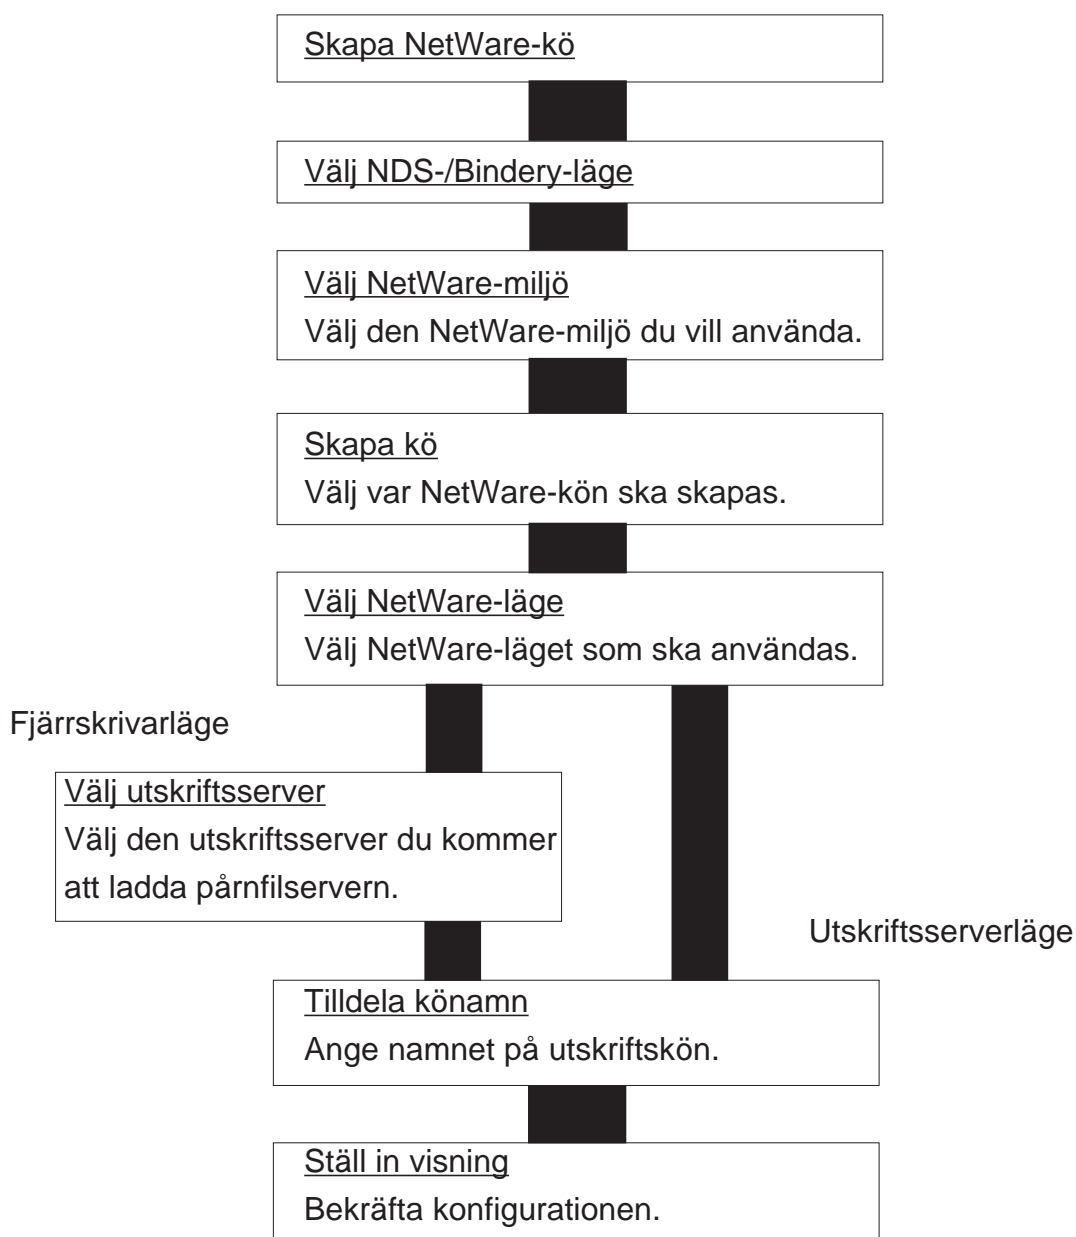 Skapa NetWare-kö
Välj NDS-/Bindery-läge
Välj NetWare-miljö
Välj den NetWare-miljö du vill använda.
Skapa kö
Välj var NetWare-kön ska skapas.
Välj NetWare-läge
Välj NetWare-läget som ska användas.
Fjärrskrivarläge
Välj utskriftsserver
Välj den utskriftsserver du kommer
att ladda pårnfilservern.
Utskriftsserverläge
Tilldela könamn
Ange namnet på utskriftskön.
Ställ in visning
Bekräfta konfigurationen.